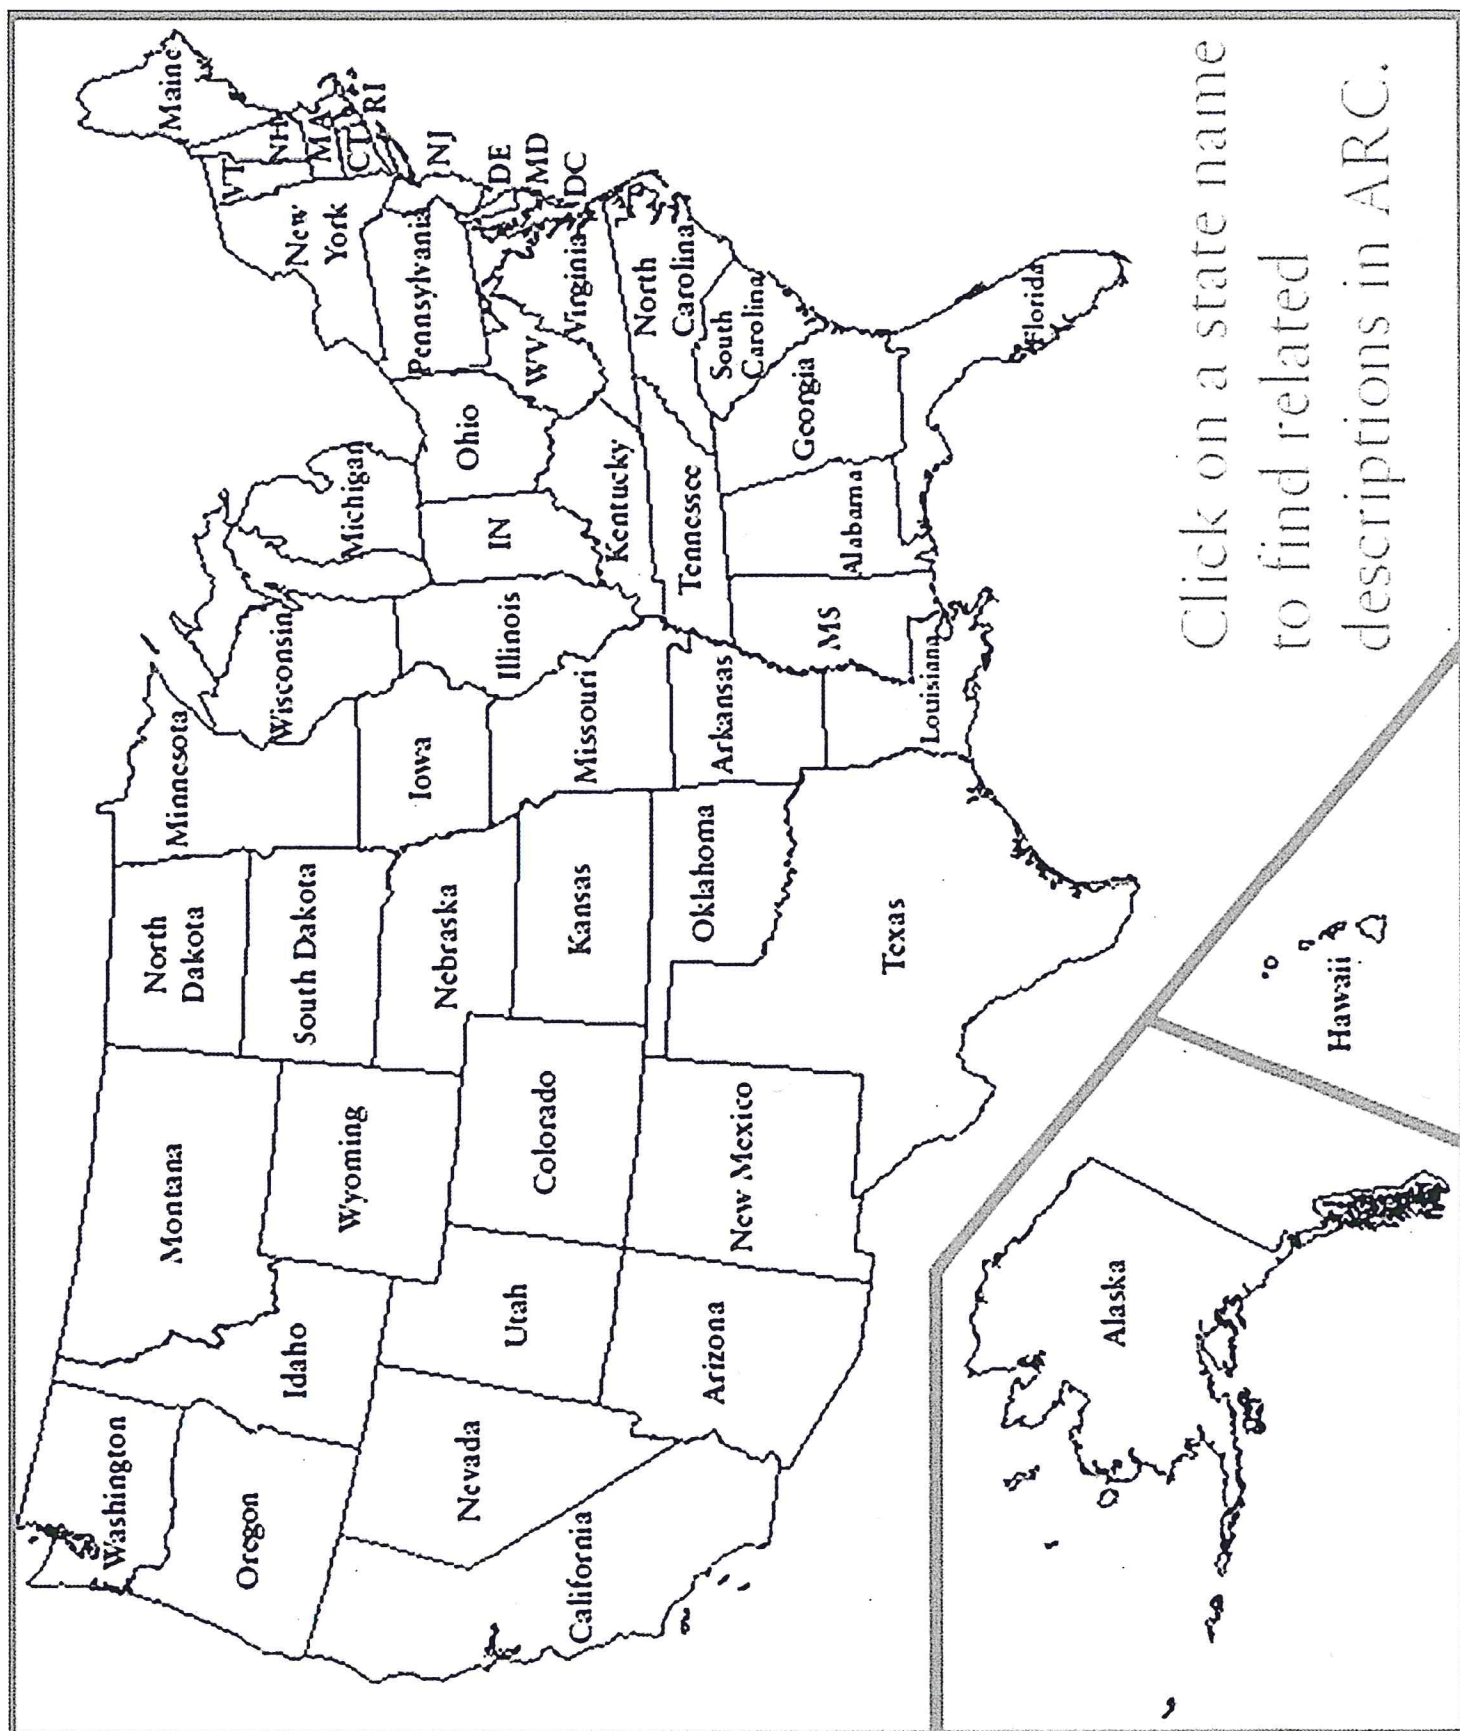 Washington
Oregon
California
Nevada
Idaho
Montana
Wyoming
Utah
Arizona
Colorado
New Mexico
North
Dakota
South Dakota
Nebraska
Kansas
Oklahoma
Texas
Minnesota
Iowa
Missouri
Arkansas
Louisiana
Wisconsin
Illinois
Michigan
IN
Ohio
Kentucky
Tennessee
MS
Alabama
Georgia
Florida
South
Carolina
North
Carolina
Virginia
WV
Pennsylvania
New
York
VT
NH
Maine
MA
CT
RI
NJ
DE
MD
DC
Alaska
Hawaii
Click on a state name
to find related
descriptions in ARC.